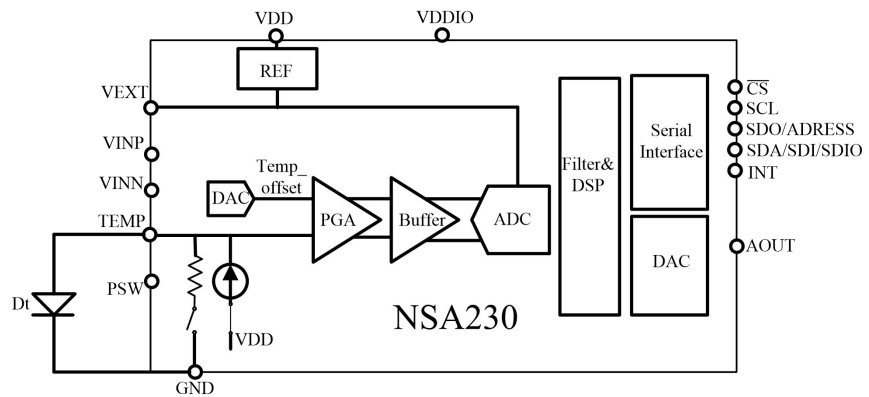 VDD
VDDIO
REF
VEXT
CS
SCL
VINP
SDO/ADRESS
Serial
Interface
SDA/SDI/SDIO
Temp_
offset
Filter&
DSP
INT
VINN
DAC
TEMP
PGA
Buffer
ADC
AOUT
DAC
PSW
Dt
NSA230
VDD
GND